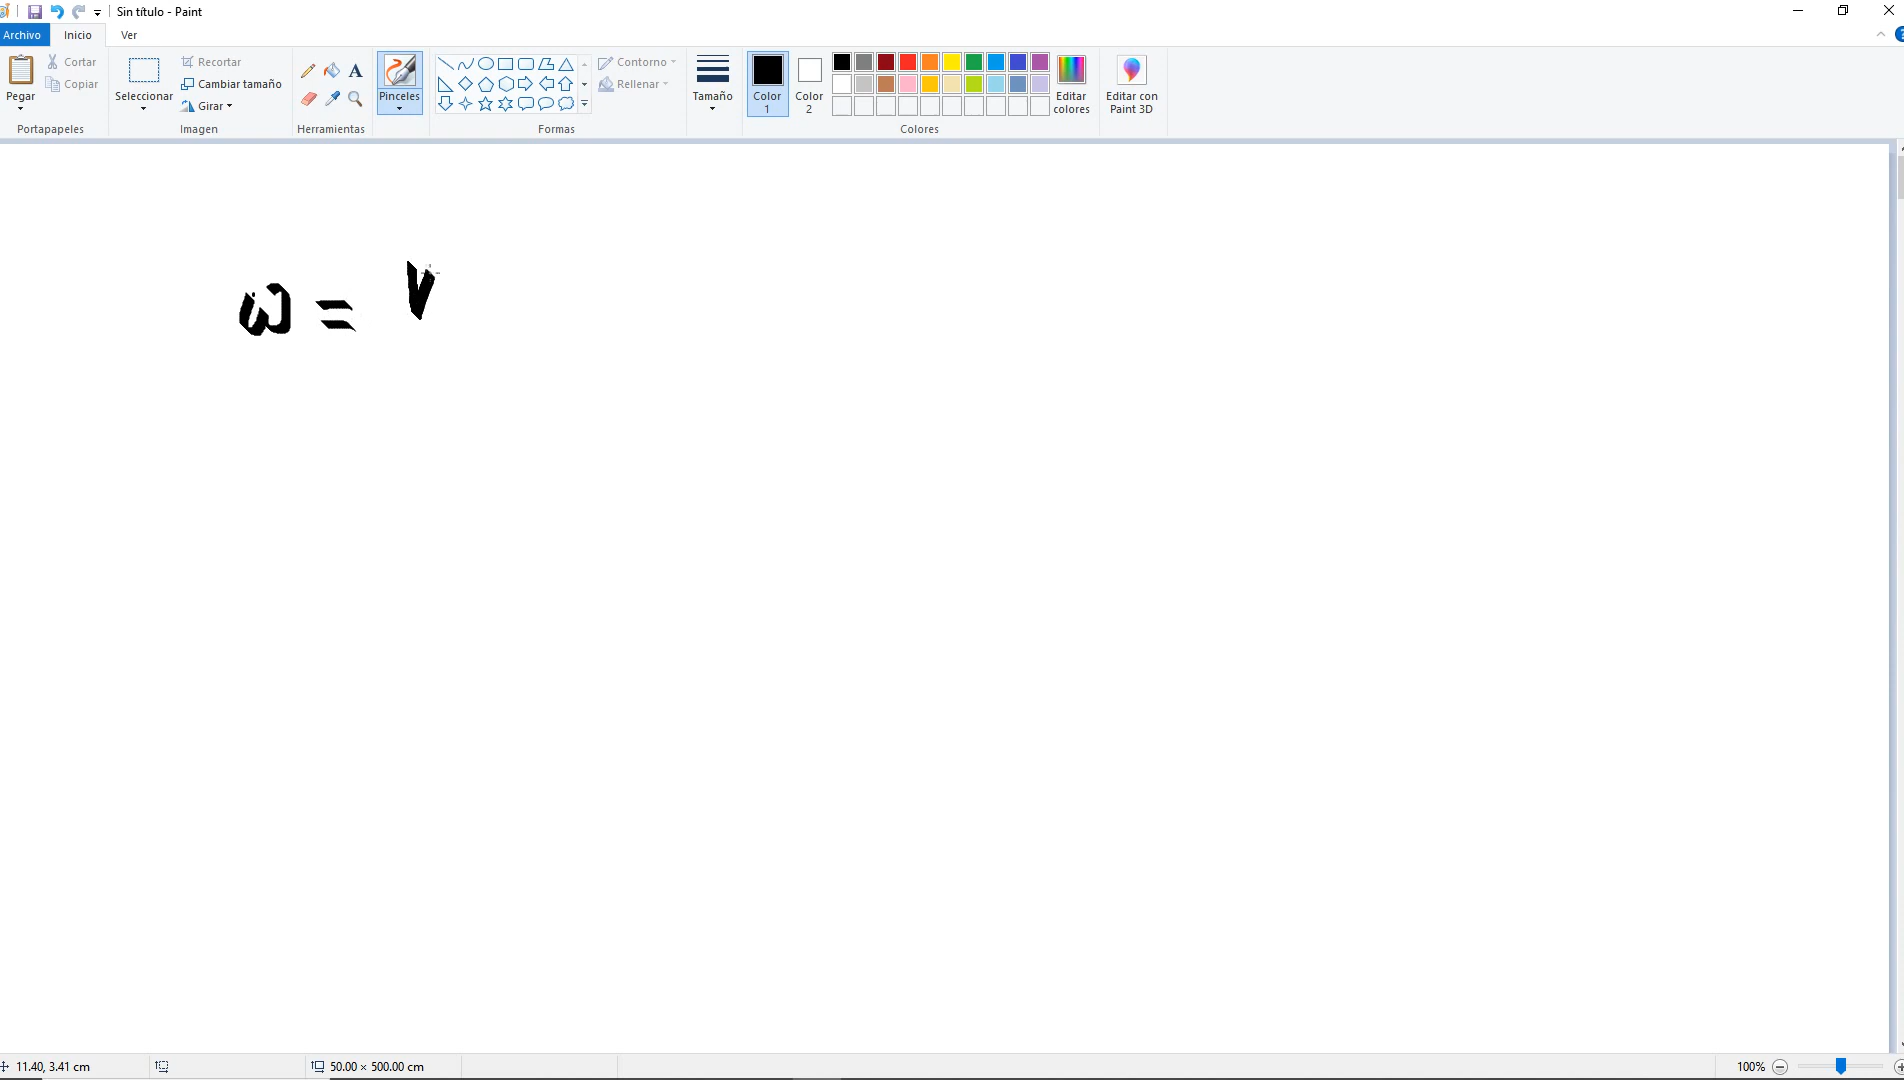 Sin título - Paint
Archivo Inicio Ver
Pegar Cortar Copiar
Portapapeles
Seleccionar Recortar Cambiar tamaño Girar
Imagen
Herramientas
Pinceles
Contorno Rellenar
Formas
Tamaño
Color 1 Color 2
Editar colores
Colores
Editar con Paint 3D
ω = V
11.40, 3.41 cm 50.00 × 500.00 cm 100%